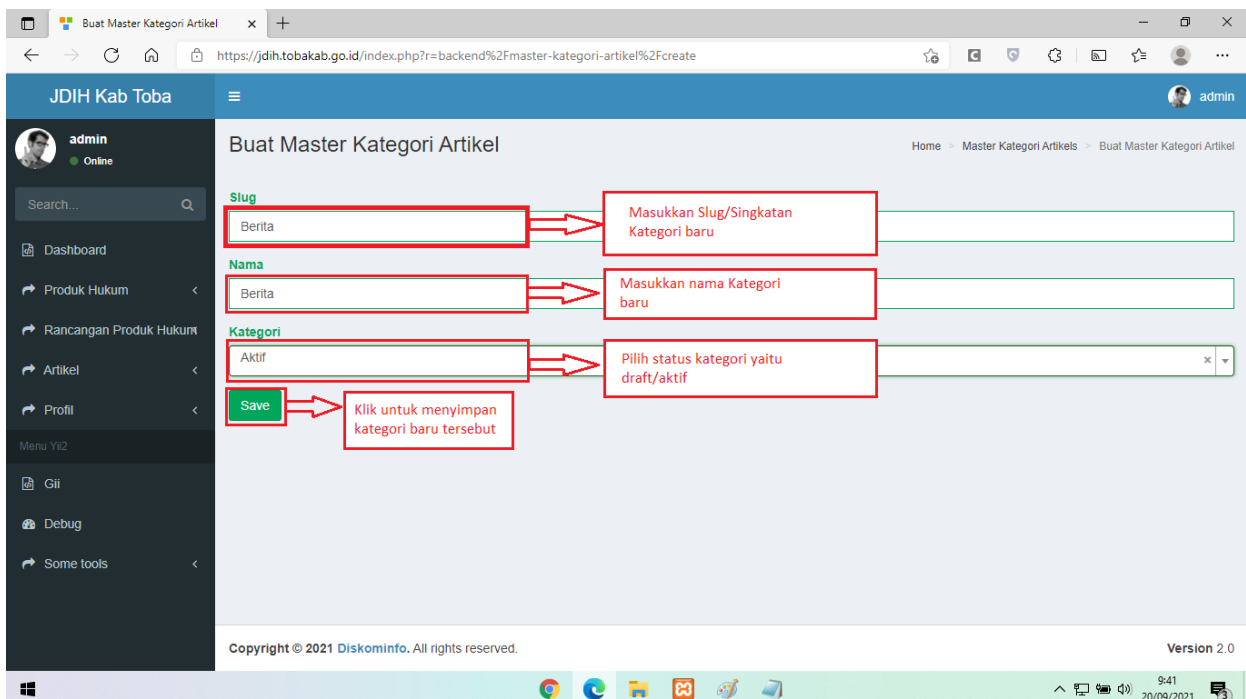 Buat Master Kategori Artikel
https://jdih.tobakab.go.id/index.php?r=backend%2Fmaster-kategori-artikel%2Fcreate
JDIH Kab Toba
admin
admin
Online
Search...
Dashboard
Produk Hukum
Rancangan Produk Hukum
Artikel
Profil
Menu Yii2
Gii
Debug
Some tools
Buat Master Kategori Artikel
Home > Master Kategori Artikels > Buat Master Kategori Artikel
Slug
Berita
Masukkan Slug/Singkatan
Kategori baru
Nama
Berita
Masukkan nama Kategori
baru
Kategori
Aktif
Pilih status kategori yaitu
draft/aktif
Save
Klik untuk menyimpan
kategori baru tersebut
Copyright © 2021 Diskominfo. All rights reserved.
Version 2.0
9:41
20/09/2021
3